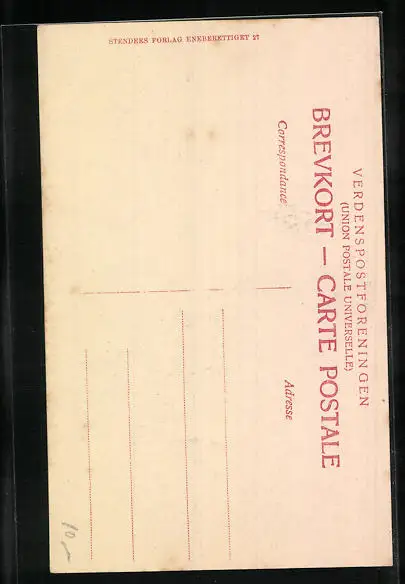 VERDENSPOSTFORENINGEN
(UNION POSTALE UNIVERSELLE)
BREVKORT — CARTE POSTALE
Correspondance
Adresse
STENDERS FORLAG ENEBERETTIGET 27
10,—